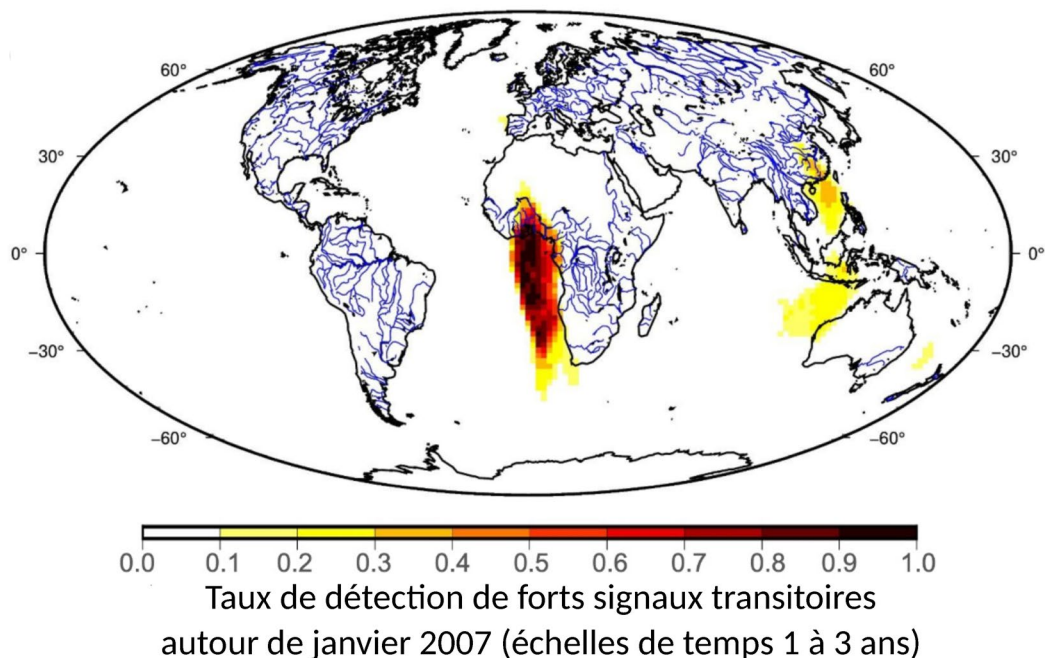 60° 60°
30° 30°
0° 0°
−30° −30°
−60° −60°
0.0 0.1 0.2 0.3 0.4 0.5 0.6 0.7 0.8 0.9 1.0
Taux de détection de forts signaux transitoires
autour de janvier 2007 (échelles de temps 1 à 3 ans)